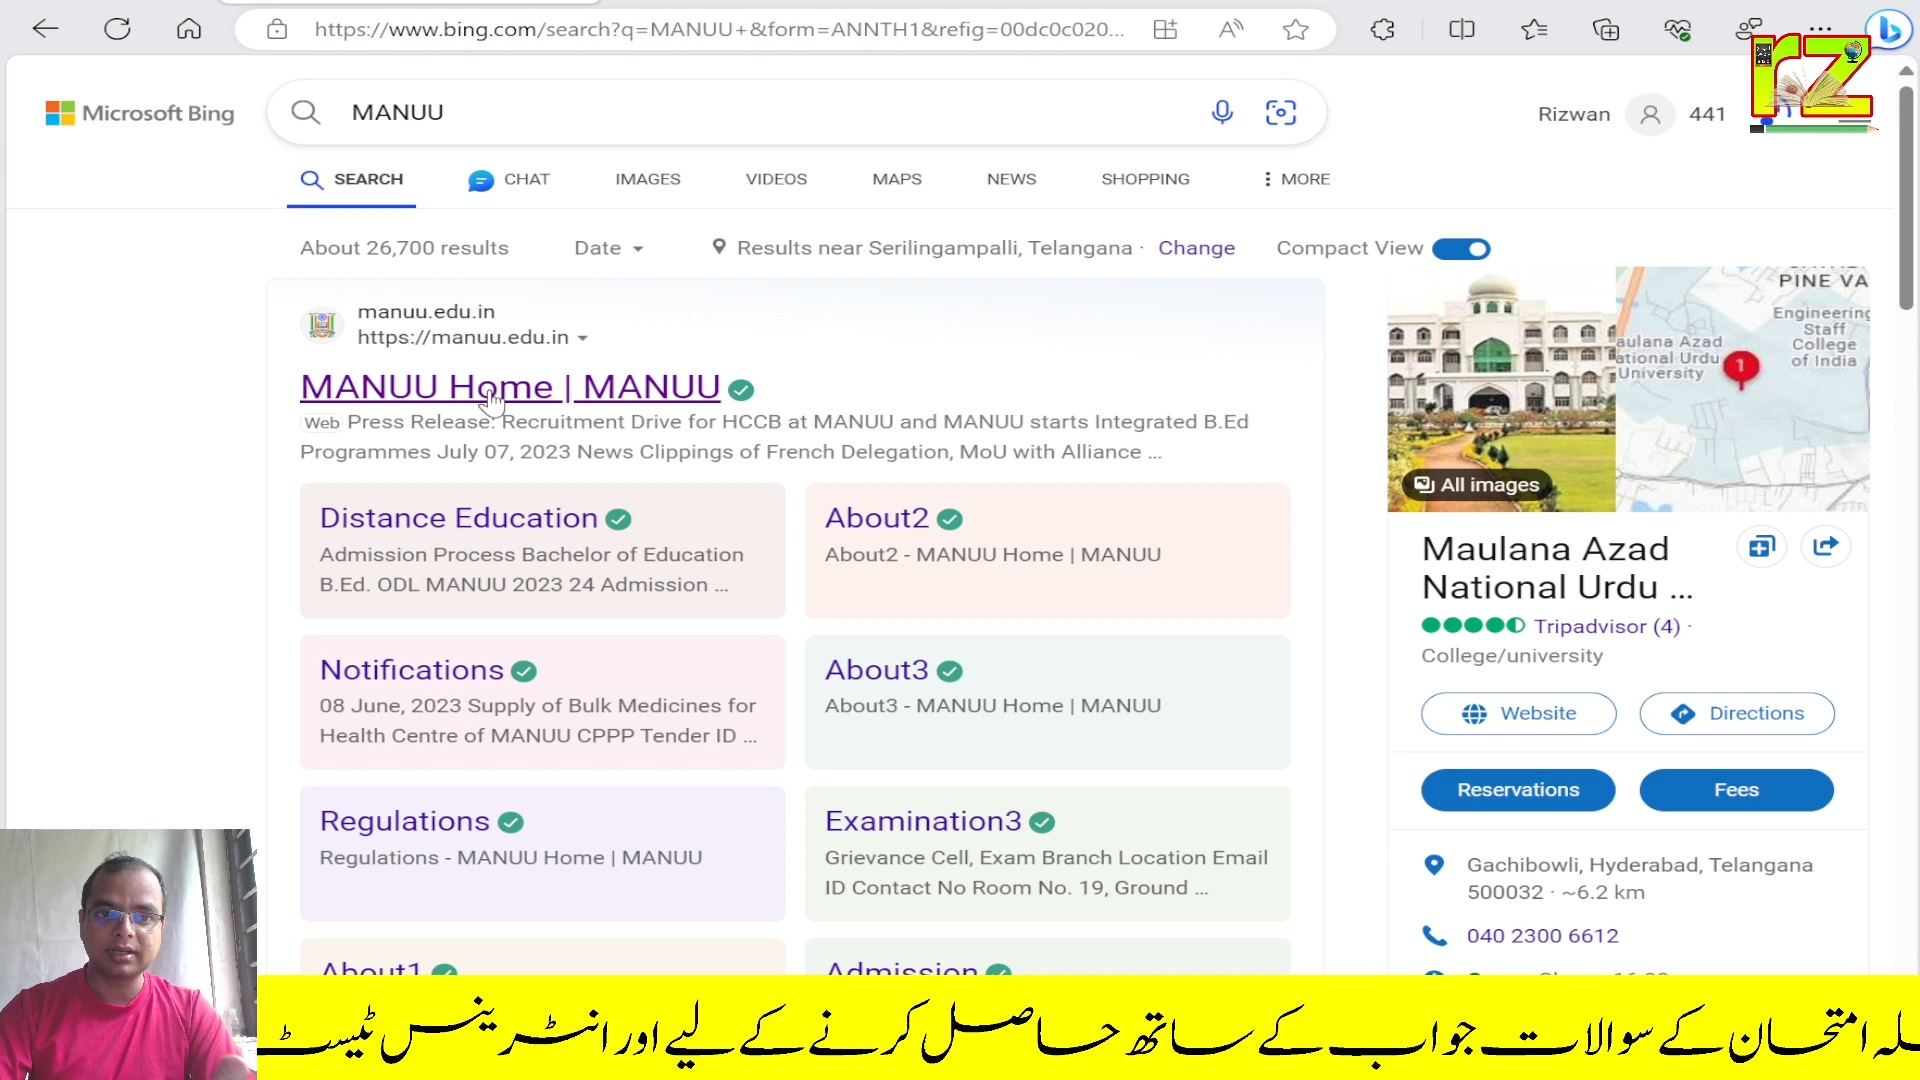 https://www.bing.com/search?q=MANUU+&form=ANNTH1&refig=00dc0c020...
rz
Microsoft Bing
MANUU
Rizwan
441
SEARCH
CHAT
IMAGES
VIDEOS
MAPS
NEWS
SHOPPING
MORE
About 26,700 results
Date
Results near Serilingampalli, Telangana ·
Change
Compact View
manuu.edu.in
https://manuu.edu.in
MANUU Home | MANUU
Web Press Release: Recruitment Drive for HCCB at MANUU and MANUU starts Integrated B.Ed
Programmes July 07, 2023 News Clippings of French Delegation, MoU with Alliance ...
Distance Education
Admission Process Bachelor of Education
B.Ed. ODL MANUU 2023 24 Admission ...
About2
About2 - MANUU Home | MANUU
Notifications
08 June, 2023 Supply of Bulk Medicines for
Health Centre of MANUU CPPP Tender ID ...
About3
About3 - MANUU Home | MANUU
Regulations
Regulations - MANUU Home | MANUU
Examination3
Grievance Cell, Exam Branch Location Email
ID Contact No Room No. 19, Ground ...
About1
Admission
PINE VA
Engineering
Staff
College
of India
aulana Azad
ational Urdu
University
1
All images
Maulana Azad
National Urdu ...
Tripadvisor (4) ·
College/university
Website
Directions
Reservations
Fees
Gachibowli, Hyderabad, Telangana
500032 · ~6.2 km
040 2300 6612
امتحان کے سوالات جواب کے ساتھ حاصل کرنے کے لیے اور انٹرینس ٹیسٹ